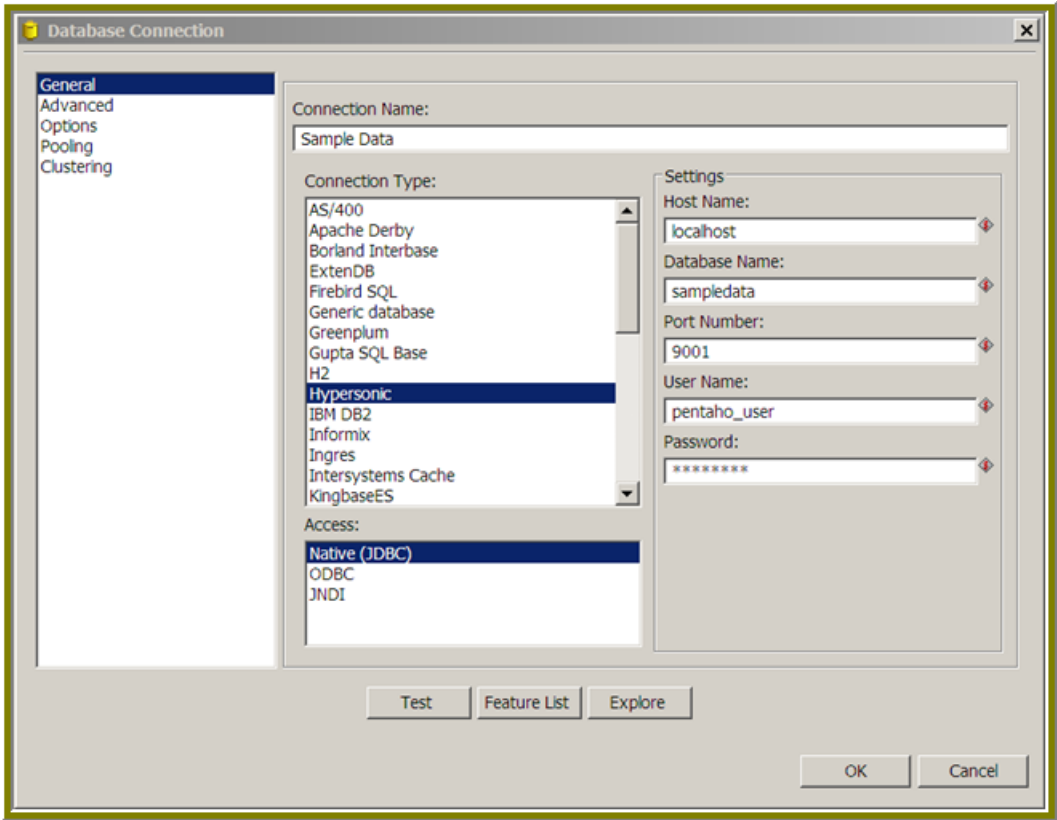 Database Connection
General
Advanced
Options
Pooling
Clustering
Connection Name:
Sample Data
Connection Type:
AS/400
Apache Derby
Borland Interbase
ExtenDB
Firebird SQL
Generic database
Greenplum
Gupta SQL Base
H2
Hypersonic
IBM DB2
Informix
Ingres
Intersystems Cache
KingbaseES
Access:
Native (JDBC)
ODBC
JNDI
Settings
Host Name:
localhost
Database Name:
sampledata
Port Number:
9001
User Name:
pentaho_user
Password:
********
Test
Feature List
Explore
OK
Cancel